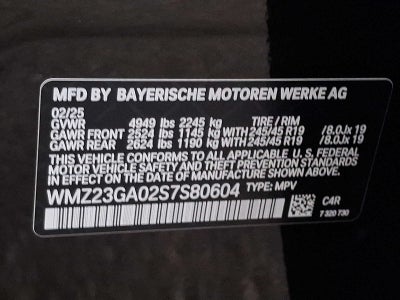 MFD BY BAYERISCHE MOTOREN WERKE AG
02/25
GVWR 4949 lbs 2245 kg TIRE / RIM
GAWR FRONT 2524 lbs 1145 kg WITH 245/45 R19 /8.0Jx 19
GAWR REAR 2624 lbs 1190 kg WITH 245/45 R19 /8.0Jx 19
THIS VEHICLE CONFORMS TO ALL APPLICABLE U.S. FEDERAL
MOTOR VEHICLE SAFETY AND THEFT PREVENTION STANDARDS
IN EFFECT ON THE DATE OF MANUFACTURE SHOWN ABOVE.
WMZ23GA02S7S80604 TYPE: MPV
C4R
7 320 730